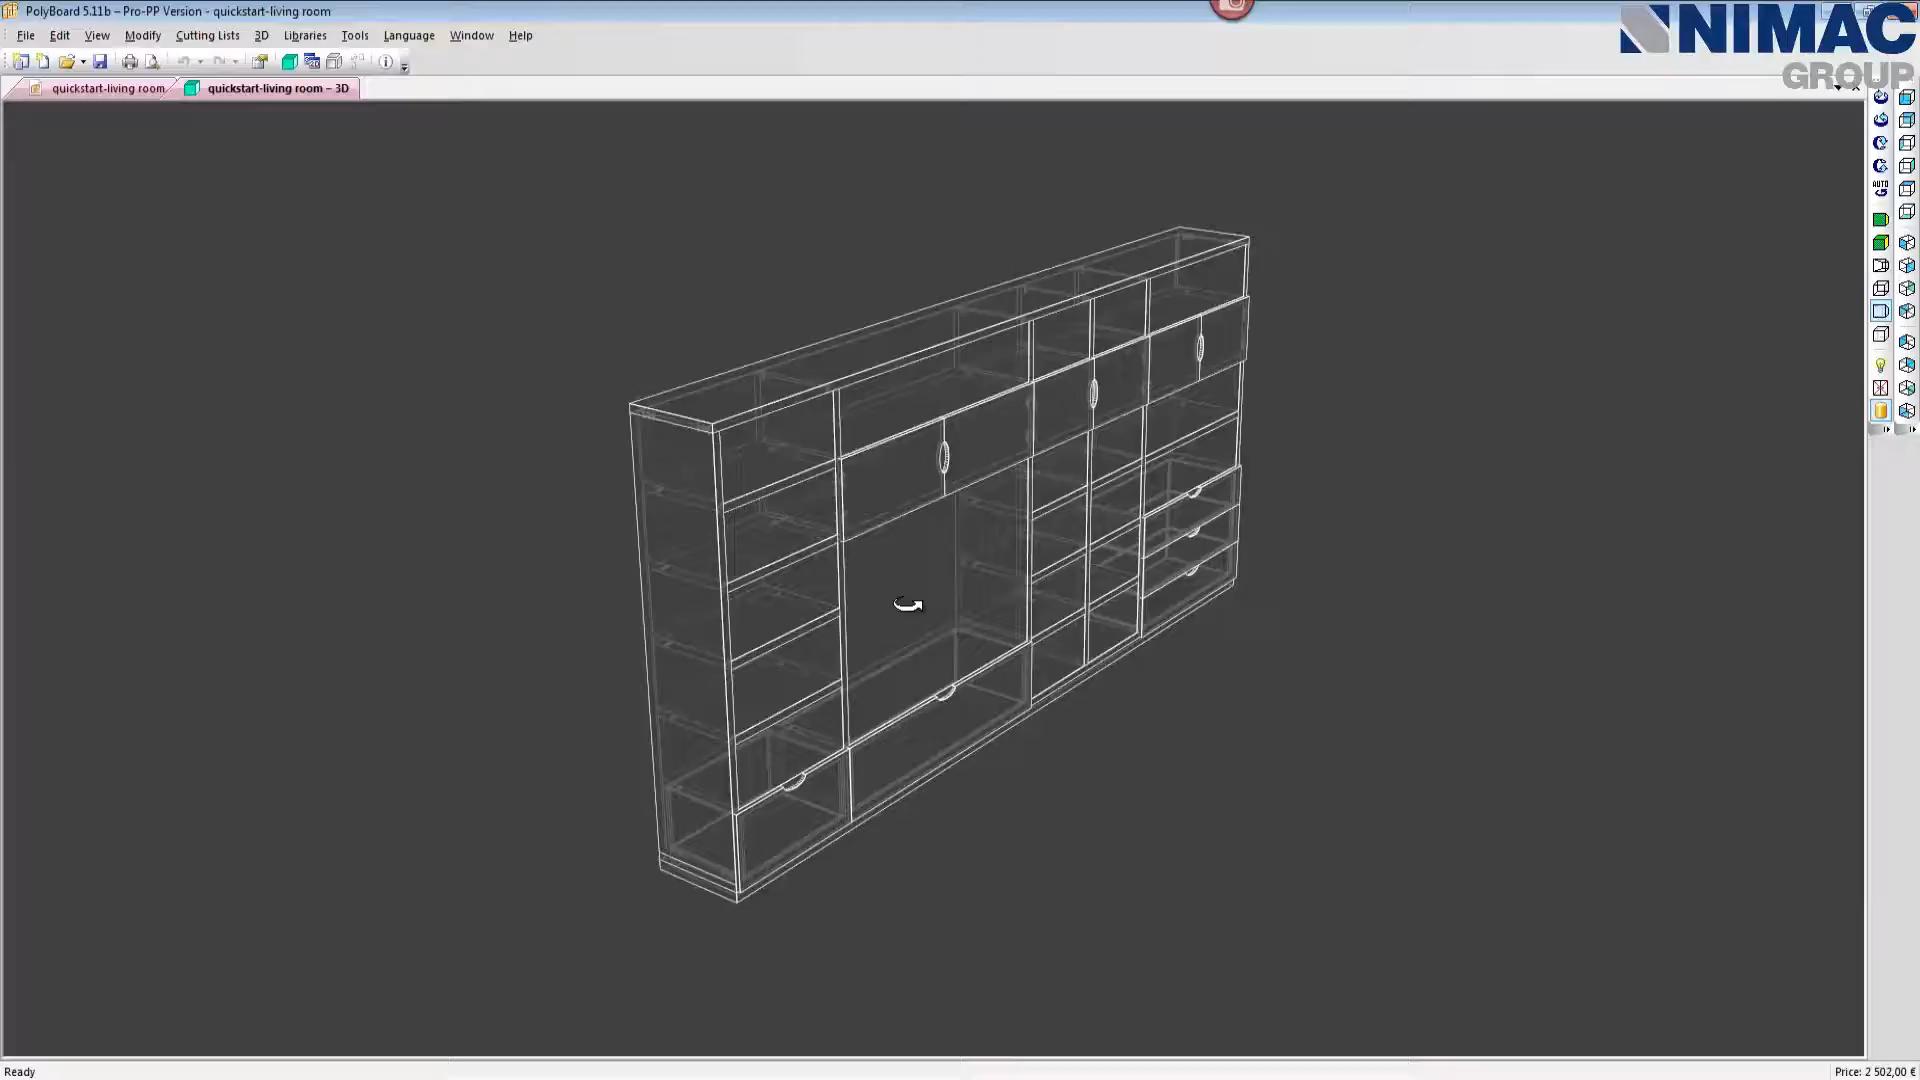 PolyBoard 5.11b – Pro-PP Version - quickstart-living room
NIMAC
GROUP
File Edit View Modify Cutting Lists 3D Libraries Tools Language Window Help
quickstart-living room
quickstart-living room – 3D
AUTO
Ready
Price: 2 502,00 €